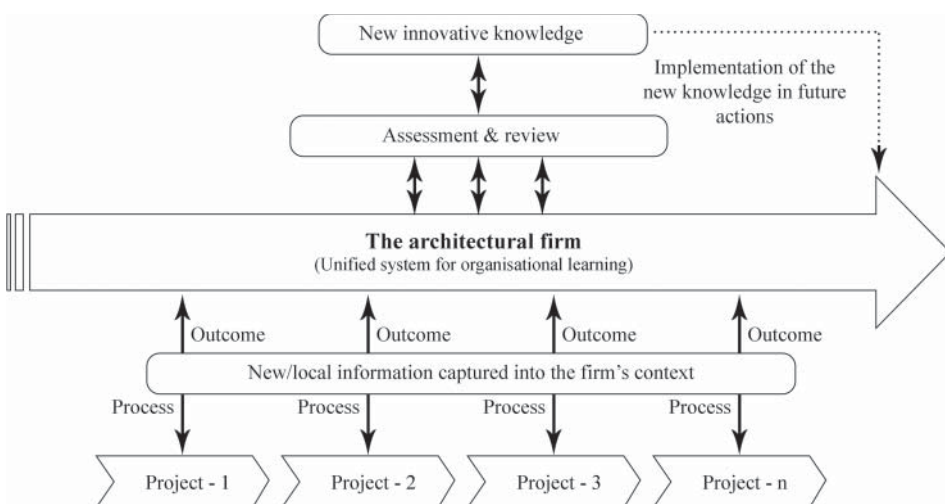 New innovative knowledge
Implementation of the
new knowledge in future
actions
Assessment & review
The architectural firm
(Unified system for organisational learning)
Outcome
Outcome
Outcome
Outcome
New/local information captured into the firm's context
Process
Process
Process
Process
Project - 1
Project - 2
Project - 3
Project - n